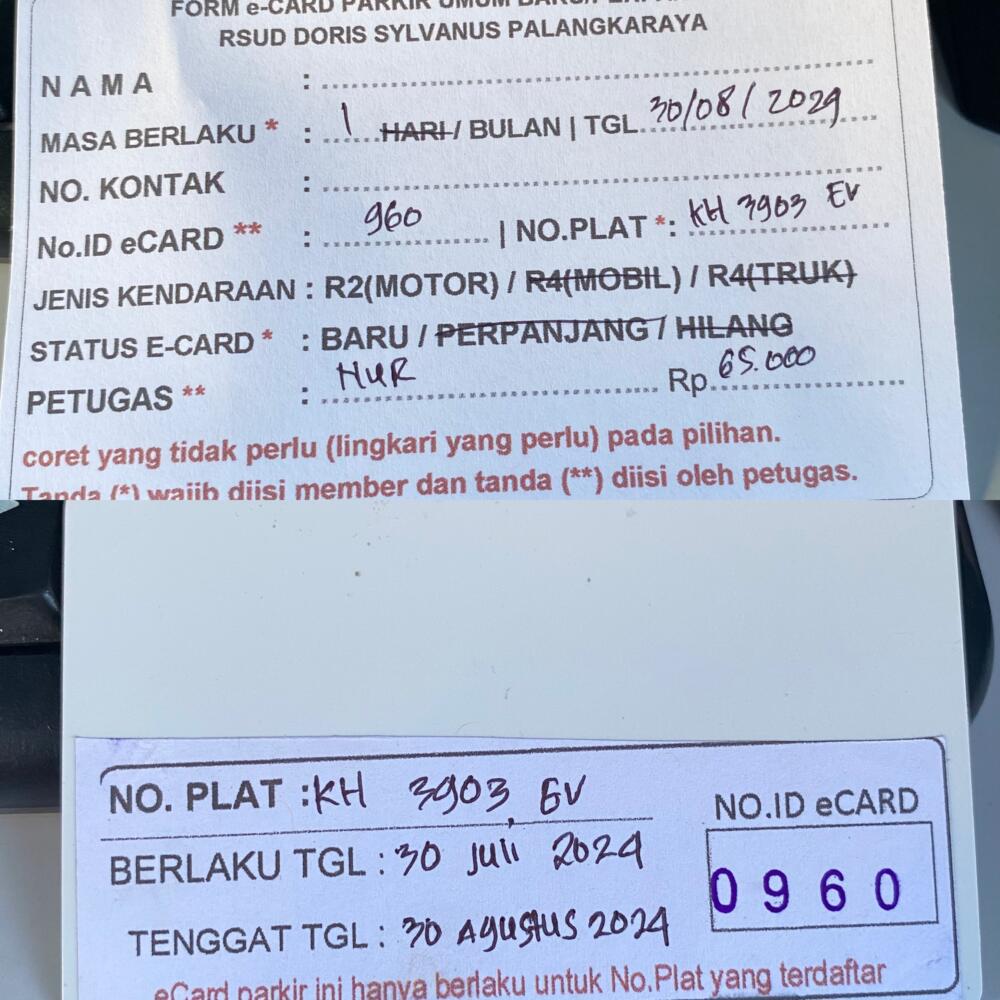 FORM e-CARD PARKIR UMUM
RSUD DORIS SYLVANUS PALANGKARAYA
N A M A :
MASA BERLAKU * : 1 HARI / BULAN | TGL 30/08/2024
NO. KONTAK :
No.ID eCARD ** : 960 | NO.PLAT *: KH 3903 EV
JENIS KENDARAAN : R2(MOTOR) / R4(MOBIL) / R4(TRUK)
STATUS E-CARD * : BARU / PERPANJANG / HILANG
PETUGAS ** : NUR Rp 65.000
coret yang tidak perlu (lingkari yang perlu) pada pilihan.
Tanda (*) wajib diisi member dan tanda (**) diisi oleh petugas.
NO. PLAT : KH 3903 EV
NO.ID eCARD
BERLAKU TGL : 30 Juli 2024
0960
TENGGAT TGL : 30 AGUSTUS 2024
eCard parkir ini hanya berlaku untuk No.Plat yang terdaftar